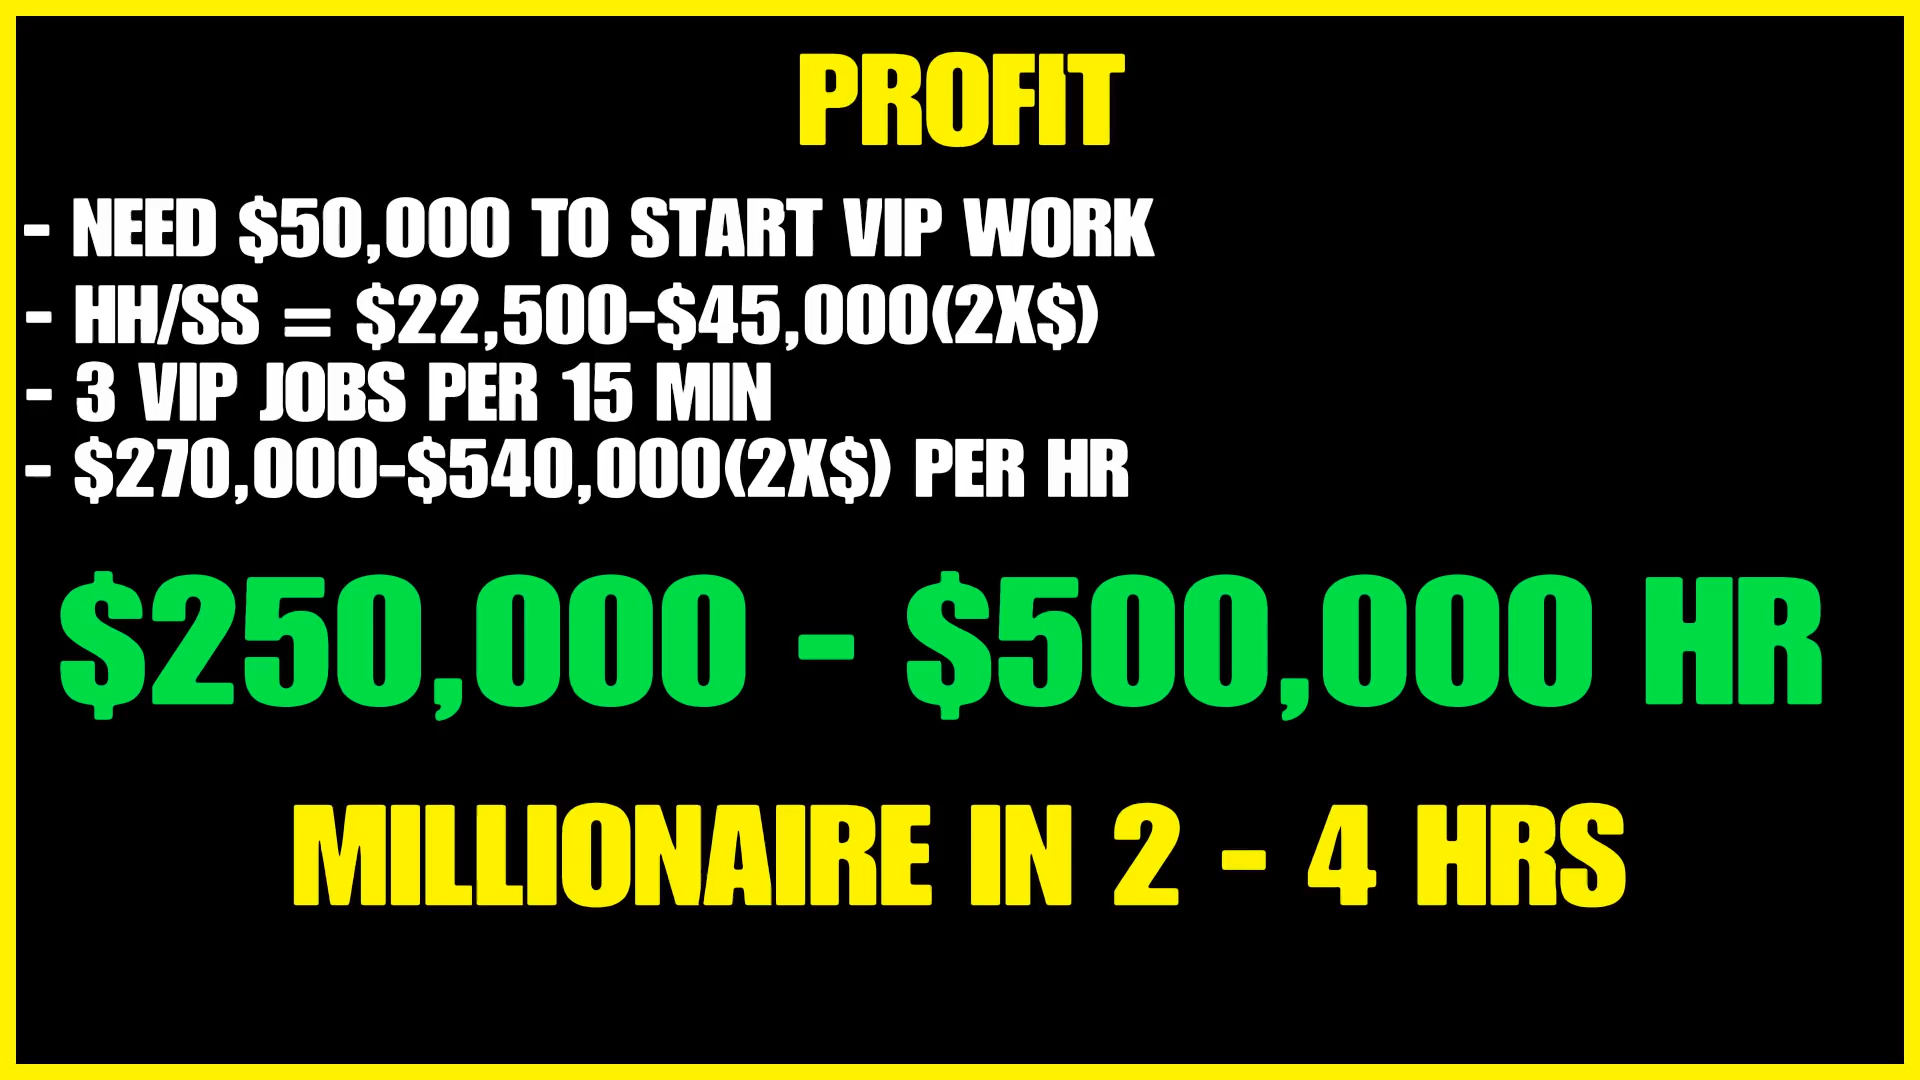 PROFIT
- NEED $50,000 TO START VIP WORK
- HH/SS = $22,500-$45,000(2X$)
- 3 VIP JOBS PER 15 MIN
- $270,000-$540,000(2X$) PER HR
$250,000 - $500,000 HR
MILLIONAIRE IN 2 - 4 HRS